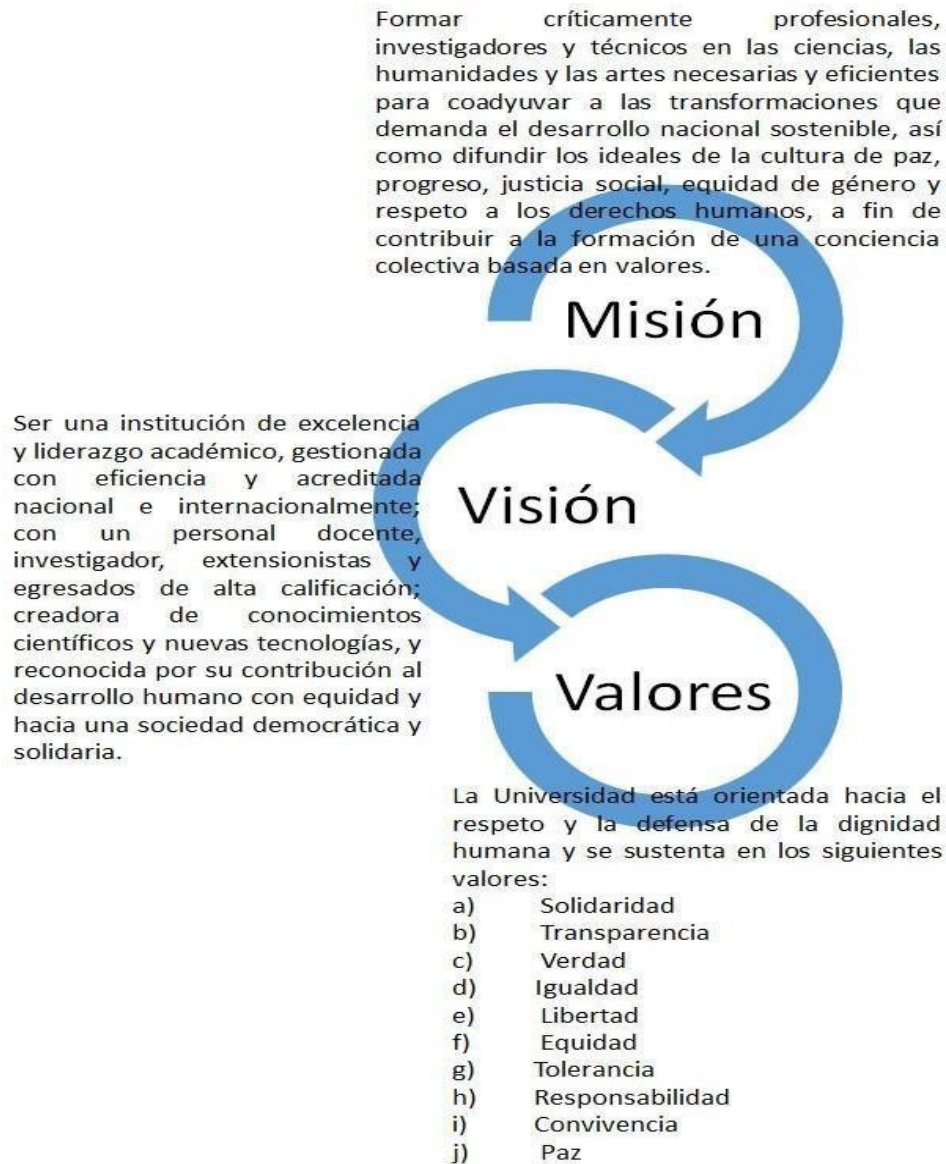 Formar críticamente profesionales,
investigadores y técnicos en las ciencias, las
humanidades y las artes necesarias y eficientes
para coadyuvar a las transformaciones que
demanda el desarrollo nacional sostenible, así
como difundir los ideales de la cultura de paz,
progreso, justicia social, equidad de género y
respeto a los derechos humanos, a fin de
contribuir a la formación de una conciencia
colectiva basada en valores.
Misión
Ser una institución de excelencia
y liderazgo académico, gestionada
con eficiencia y acreditada
nacional e internacionalmente;
con un personal docente,
investigador, extensionistas y
egresados de alta calificación;
creadora de conocimientos
científicos y nuevas tecnologías, y
reconocida por su contribución al
desarrollo humano con equidad y
hacia una sociedad democrática y
solidaria.
Visión
Valores
La Universidad está orientada hacia el
respeto y la defensa de la dignidad
humana y se sustenta en los siguientes
valores:
a) Solidaridad
b) Transparencia
c) Verdad
d) Igualdad
e) Libertad
f) Equidad
g) Tolerancia
h) Responsabilidad
i) Convivencia
j) Paz